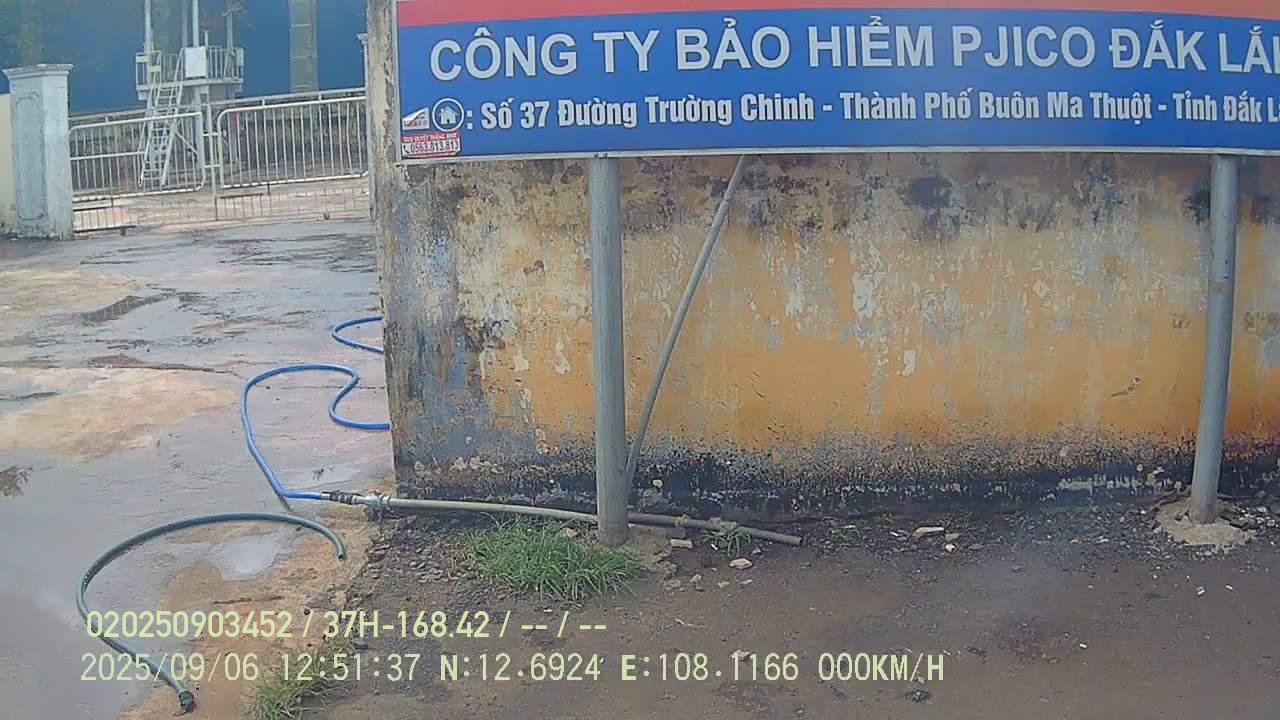 CÔNG TY BẢO HIỂM PJICO ĐẮK LẮ
: Số 37 Đường Trường Chinh - Thành Phố Buôn Ma Thuột - Tỉnh Đắk
0563.813.813
020250903452 / 37H-168.42 / -- / --
2025/09/06 12:51:37 N:12.6924 E:108.1166 000KM/H